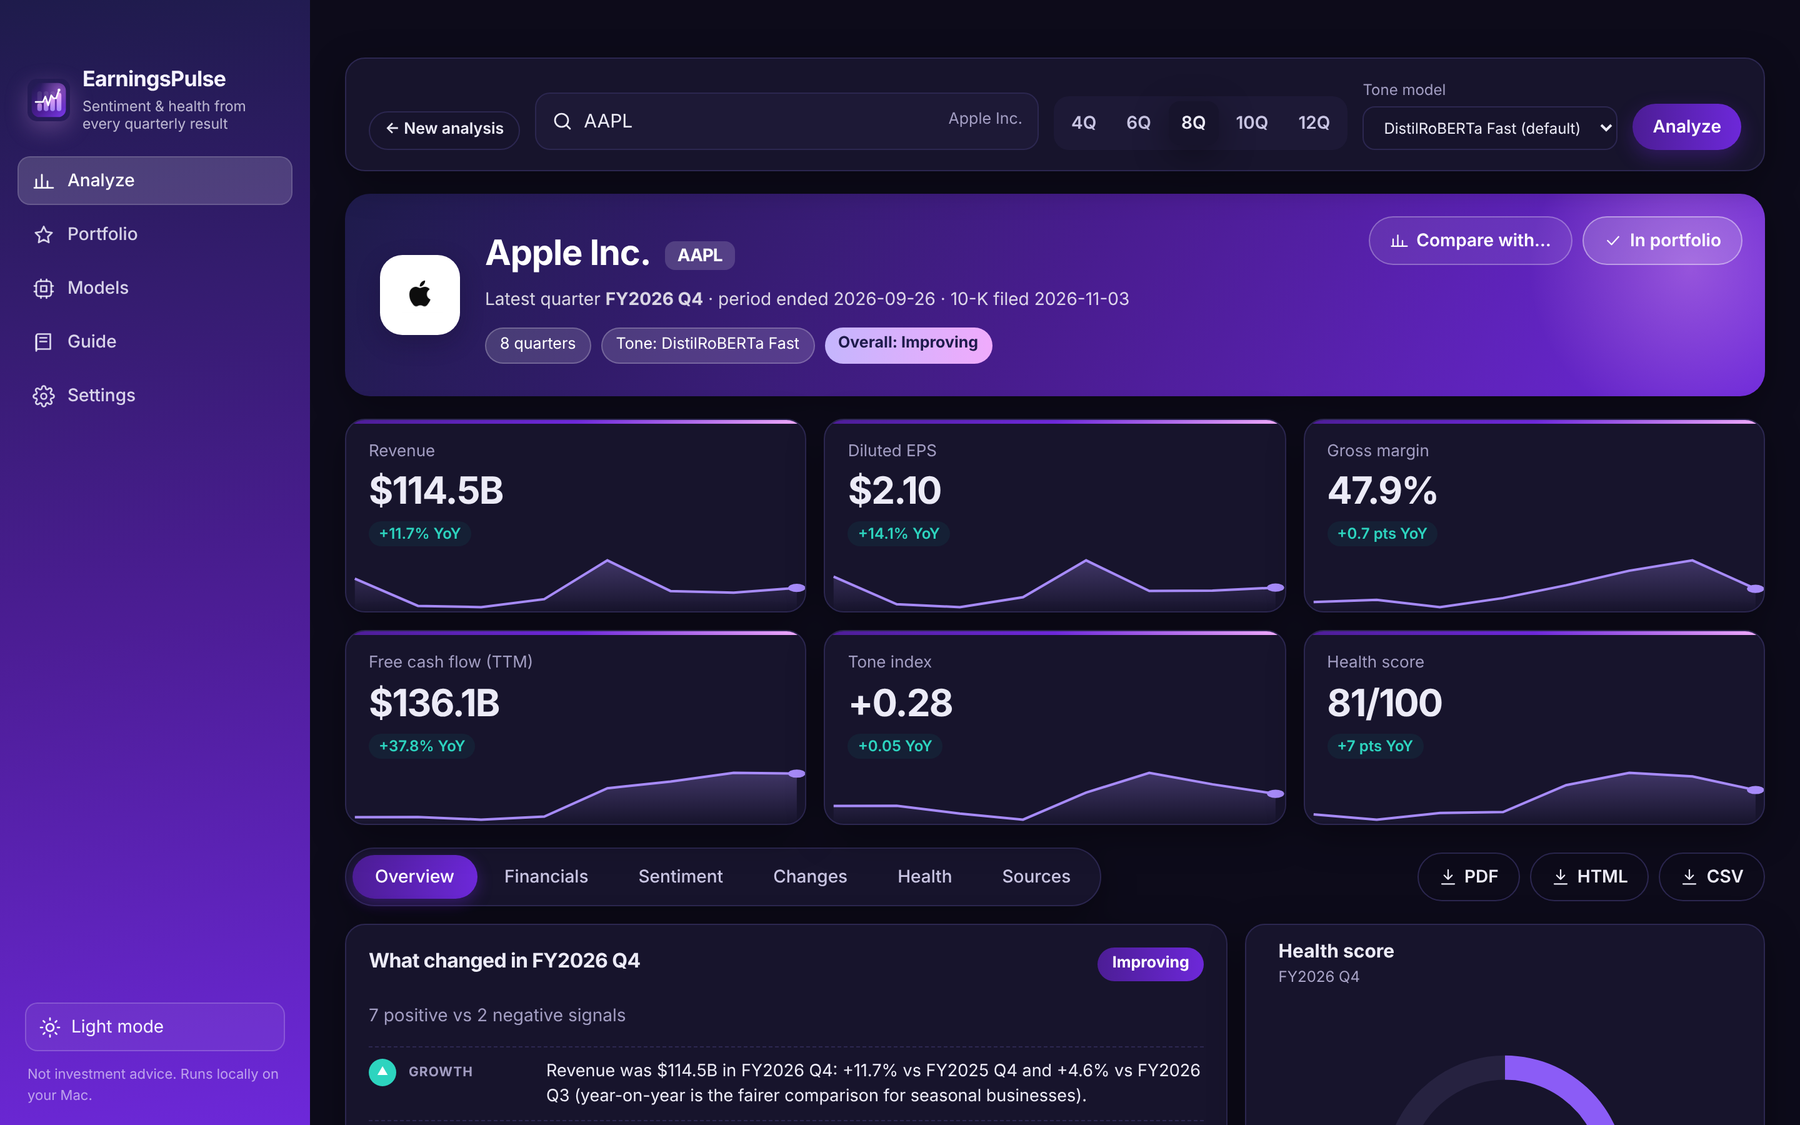 EarningsPulse
Sentiment & health from
every quarterly result
Analyze
Portfolio
Models
Guide
Settings
Light mode
Not investment advice. Runs locally on
your Mac.
← New analysis
AAPL
Apple Inc.
4Q 6Q 8Q 10Q 12Q
Tone model
DistilRoBERTa Fast (default)
Analyze
Apple Inc. AAPL
Latest quarter FY2026 Q4 · period ended 2026-09-26 · 10-K filed 2026-11-03
8 quarters
Tone: DistilRoBERTa Fast
Overall: Improving
Compare with...
In portfolio
Revenue
$114.5B
+11.7% YoY
Diluted EPS
$2.10
+14.1% YoY
Gross margin
47.9%
+0.7 pts YoY
Free cash flow (TTM)
$136.1B
+37.8% YoY
Tone index
+0.28
+0.05 YoY
Health score
81/100
+7 pts YoY
Overview Financials Sentiment Changes Health Sources
PDF HTML CSV
What changed in FY2026 Q4
Improving
7 positive vs 2 negative signals
GROWTH
Revenue was $114.5B in FY2026 Q4: +11.7% vs FY2025 Q4 and +4.6% vs FY2026
Q3 (year-on-year is the fairer comparison for seasonal businesses).
Health score
FY2026 Q4